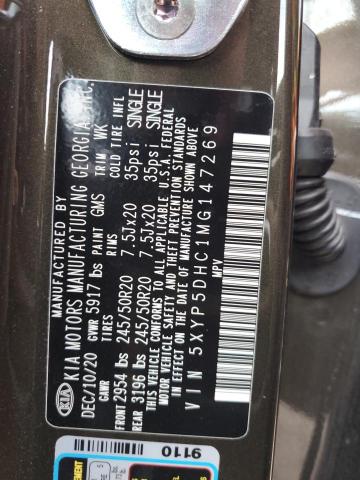 MANUFACTURED BY
KIA KIA MOTORS MANUFACTURING GEORGIA, INC.
DEC/10/20 GVWR 5917 lbs PAINT GMS TRIM WK
GAWR TIRES RIMS COLD TIRE INFL
FRONT 2954 lbs 245/50R20 7.5Jx20 35psi SINGLE
REAR 3196 lbs 245/50R20 7.5Jx20 35psi SINGLE
THIS VEHICLE CONFORMS TO ALL APPLICABLE U.S.A. FEDERAL
MOTOR VEHICLE SAFETY AND THEFT PREVENTION STANDARDS
IN EFFECT ON THE DATE OF MANUFACTURE SHOWN ABOVE
VIN 5XYP5DHC1MG147269
MPV
9110